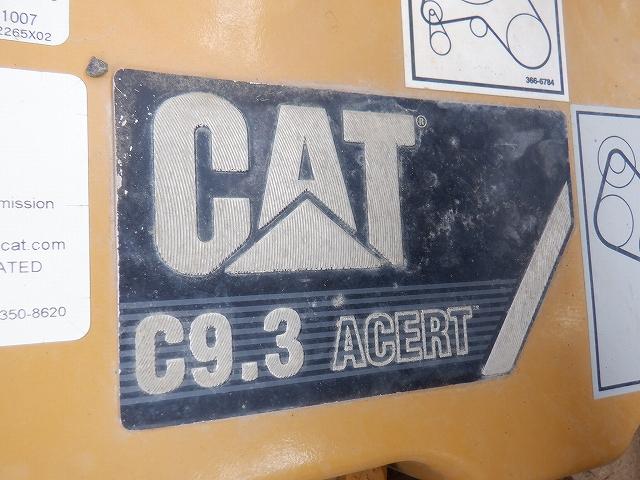 1007
2265X02
366-6784
CAT®
C9.3 ACERT™
mission
cat.com
ATED
350-8620